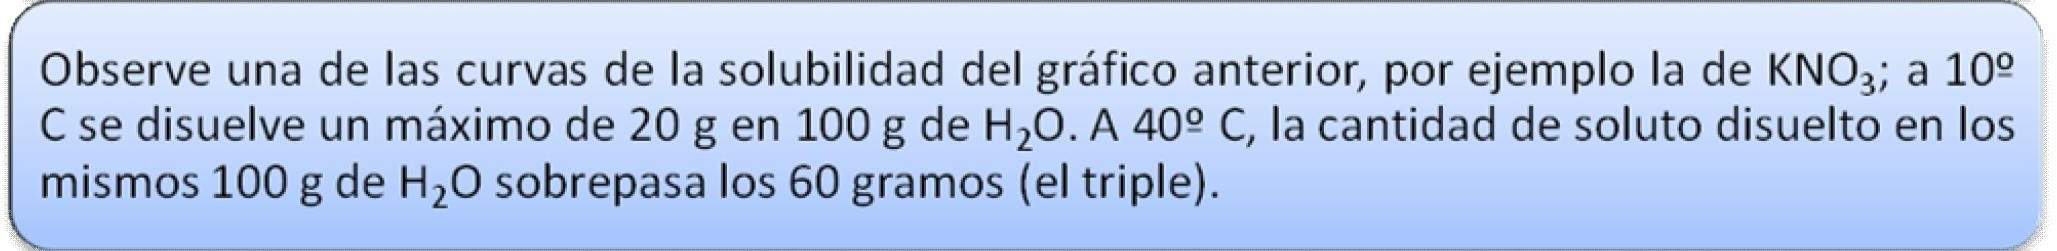 Observe una de las curvas de la solubilidad del gráfico anterior, por ejemplo la de KNO₃; a 10º
C se disuelve un máximo de 20 g en 100 g de H₂O. A 40º C, la cantidad de soluto disuelto en los
mismos 100 g de H₂O sobrepasa los 60 gramos (el triple).